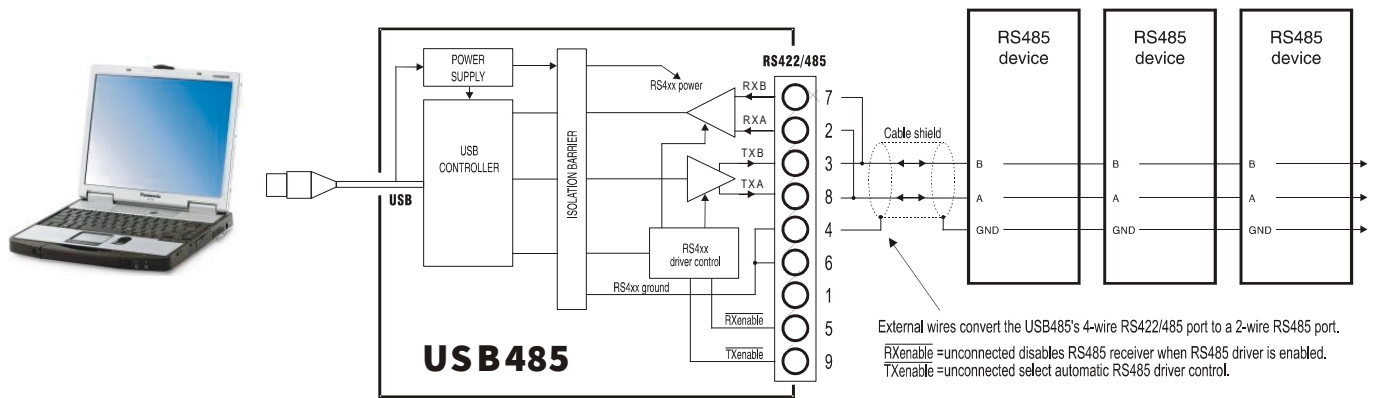 POWER
SUPPLY
USB
CONTROLLER
USB
ISOLATION BARRIER
RS4xx power
RS4xx
driver control
RS4xx ground
USB485
RS422/485
RXB
RXA
TXB
TXA
RXenable
TXenable
7
2
3
8
4
6
1
5
9
Cable shield
RS485
device
B
A
GND
RS485
device
B
A
GND
RS485
device
B
A
GND
External wires convert the USB485's 4-wire RS422/485 port to a 2-wire RS485 port.
RXenable =unconnected disables RS485 receiver when RS485 driver is enabled.
TXenable =unconnected select automatic RS485 driver control.
Panasonic